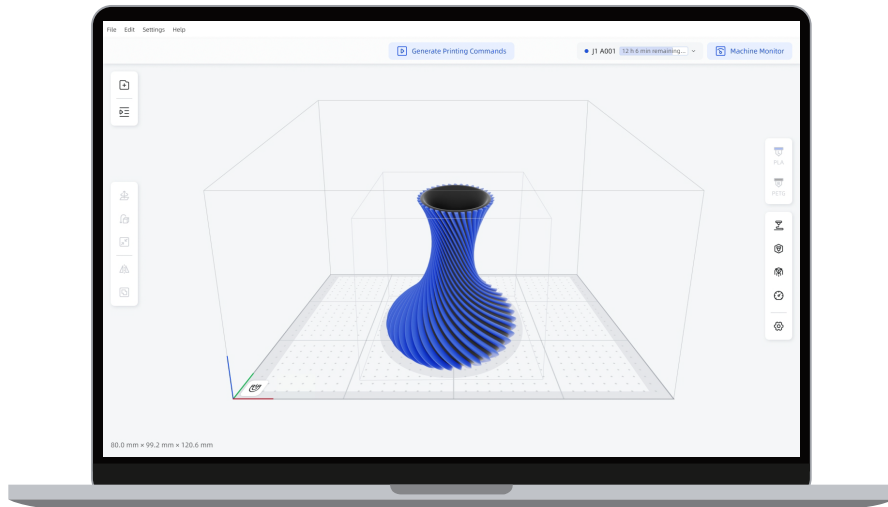 File Edit Settings Help
Generate Printing Commands
J1 A001 12 h 6 min remaining...
Machine Monitor
PLA
PETG
80.0 mm × 99.2 mm × 120.6 mm